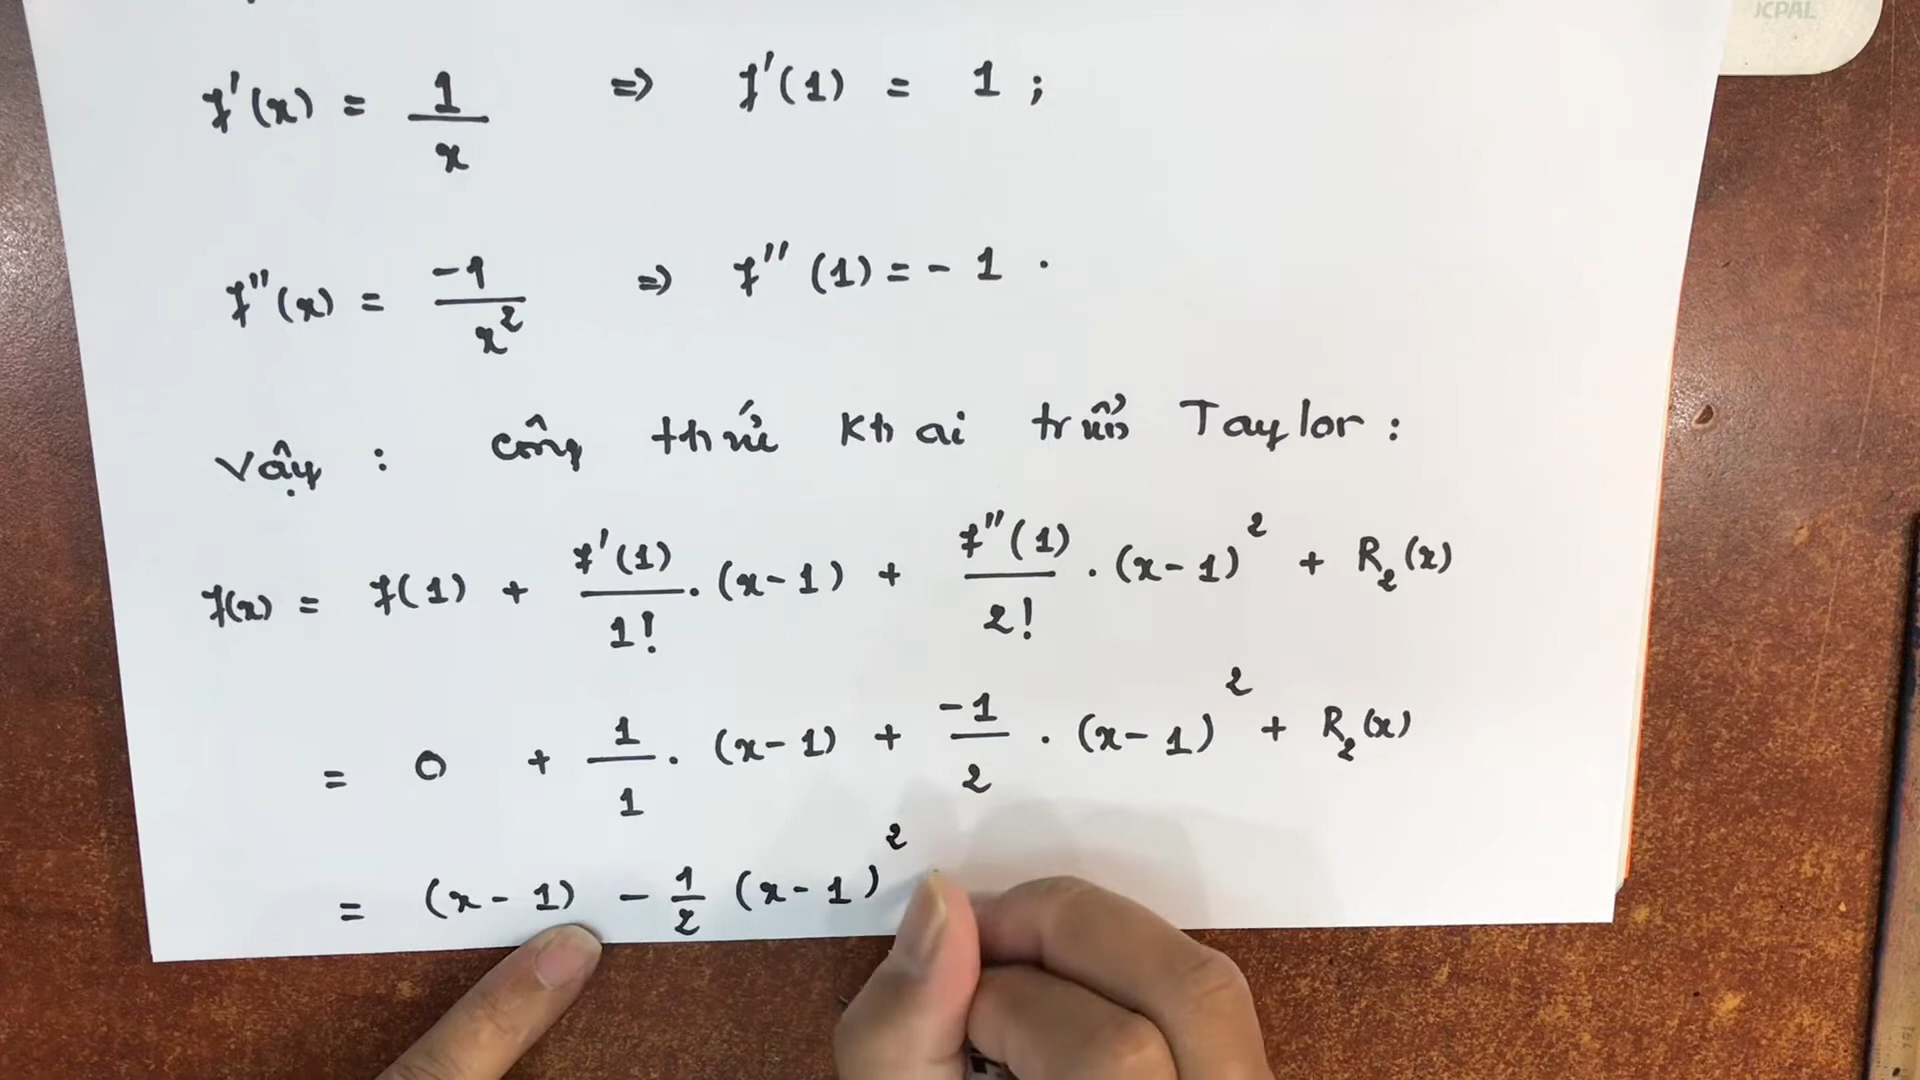 JCPAL
f'(x) = 1/x ⇒ f'(1) = 1 ;
f''(x) = -1/x² ⇒ f''(1) = - 1 .
Vậy : công thức khai triển Taylor :
f(x) = f(1) + f'(1)/1! . (x-1) + f''(1)/2! . (x-1)² + R₂(x)
= 0 + 1/1 . (x-1) + -1/2 . (x-1)² + R₂(x)
= (x-1) - 1/2 (x-1)²